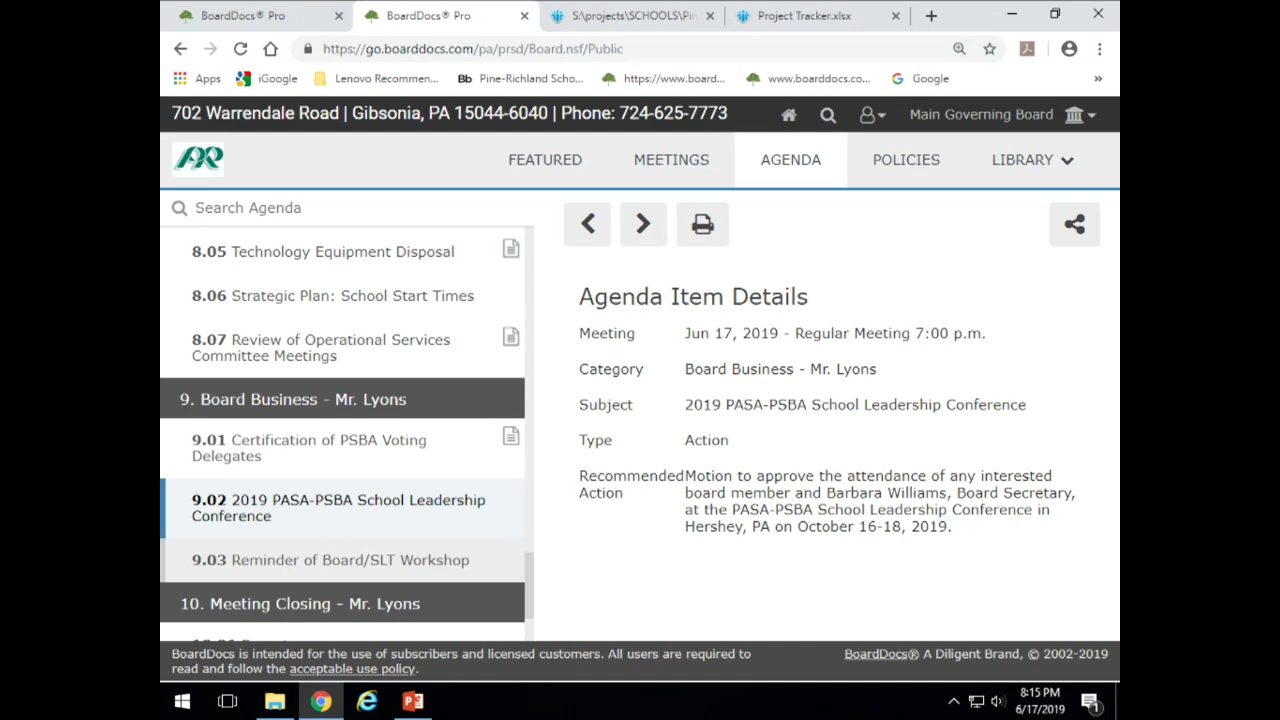 BoardDocs® Pro
BoardDocs® Pro
S:\projects\SCHOOLS\Pin
Project Tracker.xlsx
https://go.boarddocs.com/pa/prsd/Board.nsf/Public
Apps
iGoogle
Lenovo Recommen...
Bb Pine-Richland Scho...
https://www.board...
www.boarddocs.co...
Google
»
702 Warrendale Road | Gibsonia, PA 15044-6040 | Phone: 724-625-7773
Main Governing Board
FEATURED
MEETINGS
AGENDA
POLICIES
LIBRARY
Search Agenda
8.05 Technology Equipment Disposal
8.06 Strategic Plan: School Start Times
8.07 Review of Operational Services
Committee Meetings
9. Board Business - Mr. Lyons
9.01 Certification of PSBA Voting
Delegates
9.02 2019 PASA-PSBA School Leadership
Conference
9.03 Reminder of Board/SLT Workshop
10. Meeting Closing - Mr. Lyons
Agenda Item Details
Meeting Jun 17, 2019 - Regular Meeting 7:00 p.m.
Category Board Business - Mr. Lyons
Subject 2019 PASA-PSBA School Leadership Conference
Type Action
Recommended Motion to approve the attendance of any interested
Action board member and Barbara Williams, Board Secretary,
at the PASA-PSBA School Leadership Conference in
Hershey, PA on October 16-18, 2019.
BoardDocs is intended for the use of subscribers and licensed customers. All users are required to
read and follow the acceptable use policy.
BoardDocs® A Diligent Brand, © 2002-2019
8:15 PM
6/17/2019
1